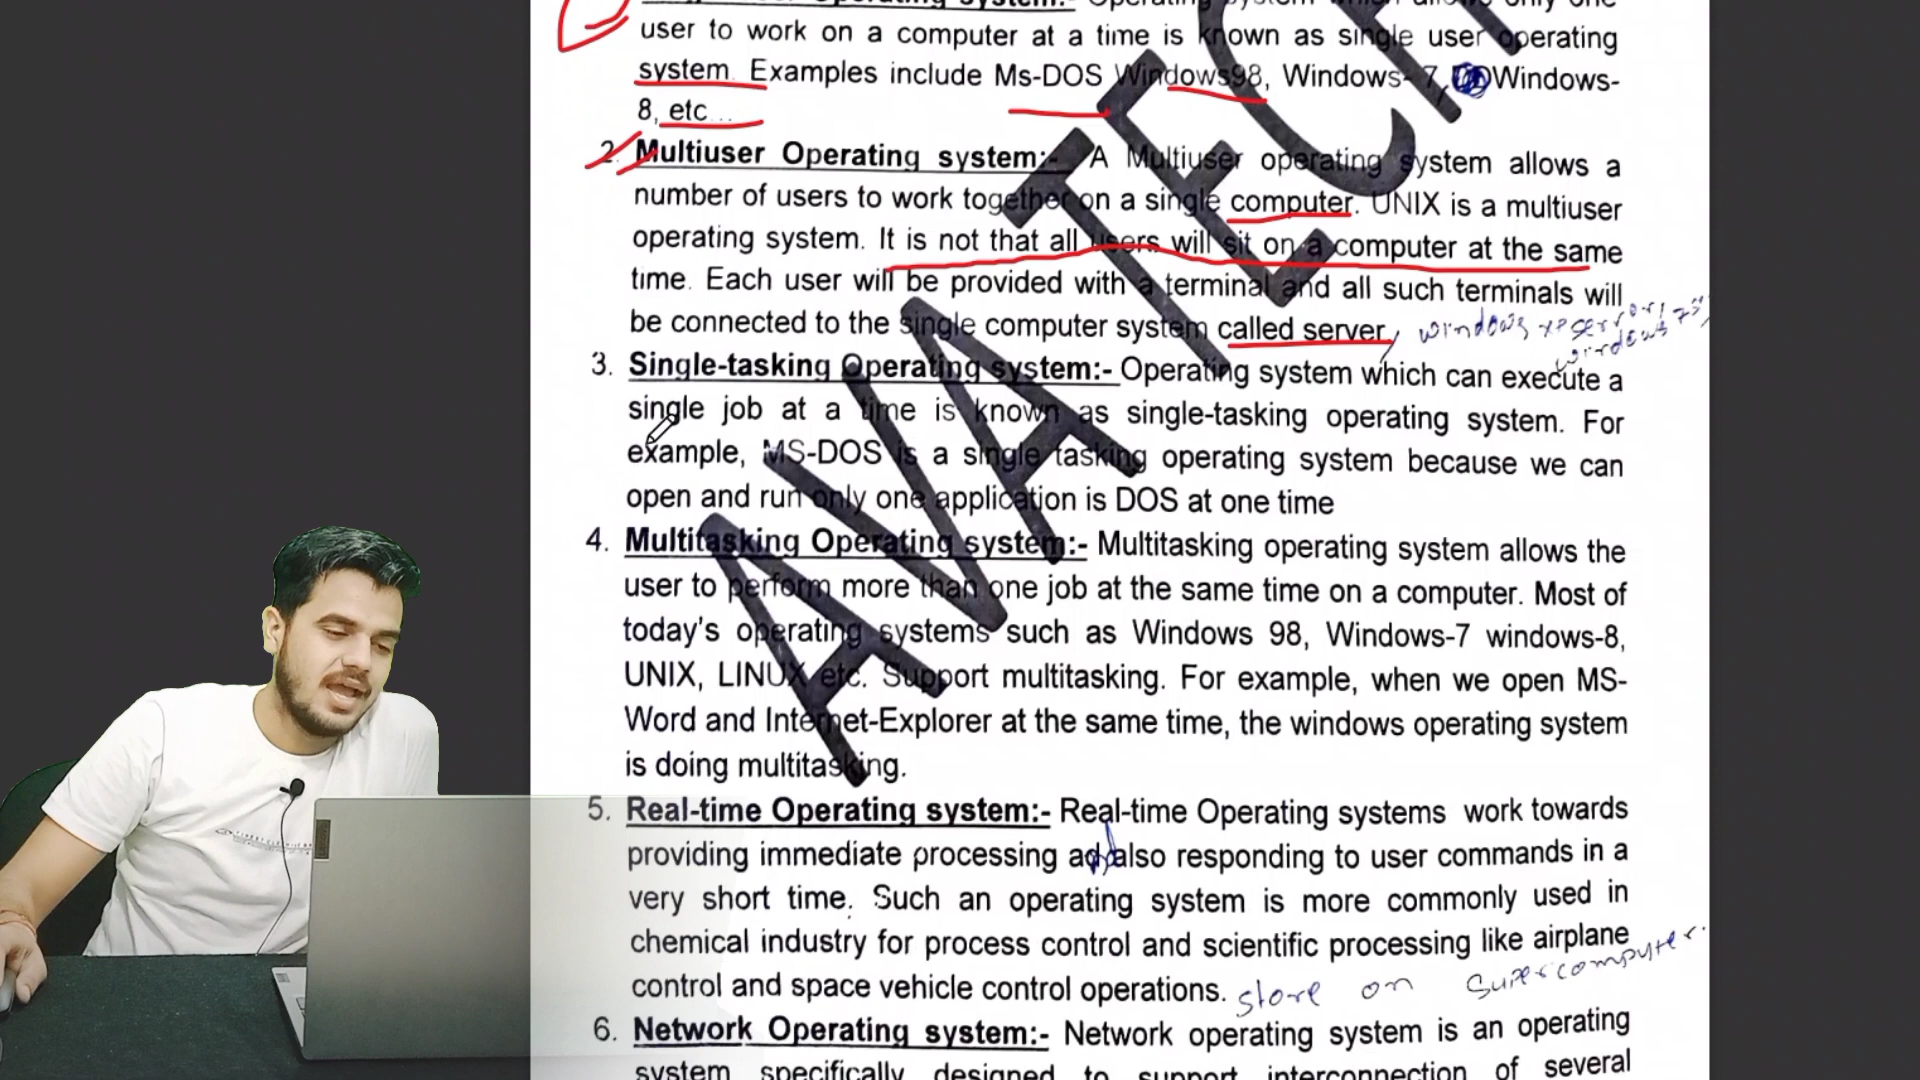 user to work on a computer at a time is known as single user operating
system. Examples include Ms-DOS Windows98, Windows- 7, Windows-
8, etc...
2. Multiuser Operating system:- A Multiuser operating system allows a
number of users to work together on a single computer. UNIX is a multiuser
operating system. It is not that all users will sit on a computer at the same
time. Each user will be provided with a terminal and all such terminals will
be connected to the single computer system called server,
windows xp
3. Single-tasking Operating system:- Operating system which can execute a
single job at a time is known as single-tasking operating system. For
example, MS-DOS is a single tasking operating system because we can
open and run only one application is DOS at one time
4. Multitasking Operating system:- Multitasking operating system allows the
user to perform more than one job at the same time on a computer. Most of
today's operating systems such as Windows 98, Windows-7 windows-8,
UNIX, LINUX etc. Support multitasking. For example, when we open MS-
Word and Internet-Explorer at the same time, the windows operating system
is doing multitasking.
5. Real-time Operating system:- Real-time Operating systems work towards
providing immediate processing ad also responding to user commands in a
very short time. Such an operating system is more commonly used in
chemical industry for process control and scientific processing like airplane
control and space vehicle control operations. store on supercomputer.
6. Network Operating system:- Network operating system is an operating
system specifically designed to support interconnection of several
AVA TECH